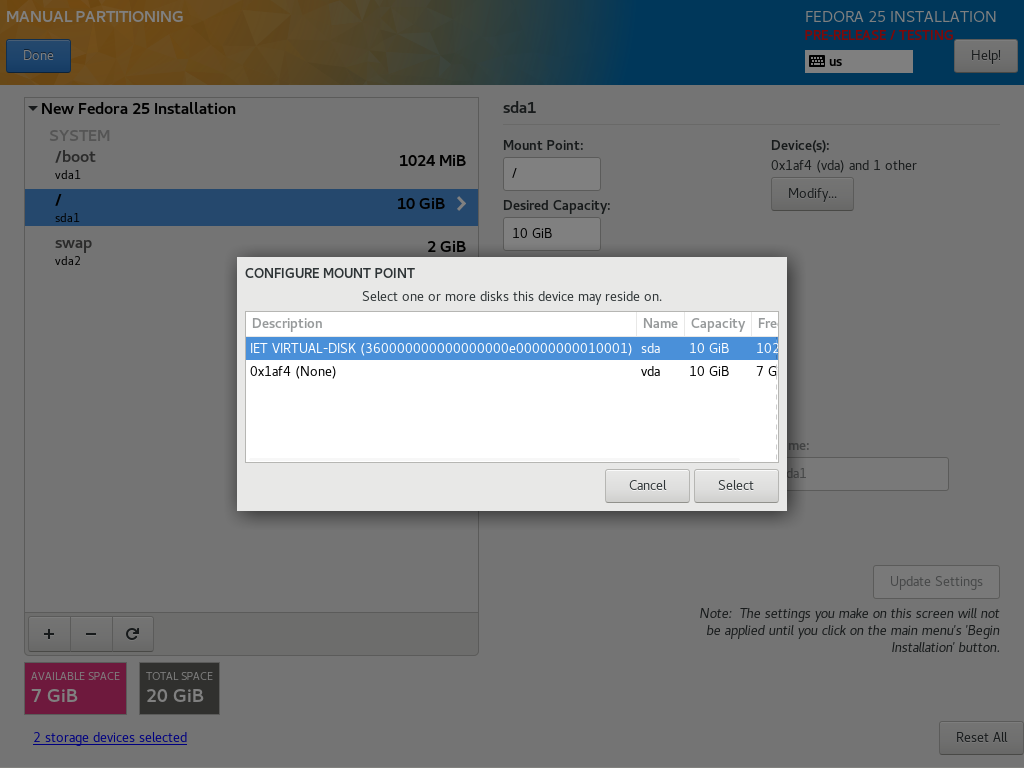 MANUAL PARTITIONING
FEDORA 25 INSTALLATION
PRE-RELEASE / TESTING
Done
us
Help!
New Fedora 25 Installation
SYSTEM
/boot
1024 MiB
vda1
/
10 GiB
sda1
swap
2 GiB
vda2
sda1
Mount Point:
/
Desired Capacity:
10 GiB
Device(s):
0x1af4 (vda) and 1 other
Modify...
CONFIGURE MOUNT POINT
Select one or more disks this device may reside on.
Description Name Capacity Fre
IET VIRTUAL-DISK (360000000000000000e00000000010001) sda 10 GiB 102
0x1af4 (None) vda 10 GiB 7 G
Cancel Select
me:
da1
Update Settings
Note: The settings you make on this screen will not
be applied until you click on the main menu's 'Begin
Installation' button.
AVAILABLE SPACE
7 GiB
TOTAL SPACE
20 GiB
2 storage devices selected
Reset All